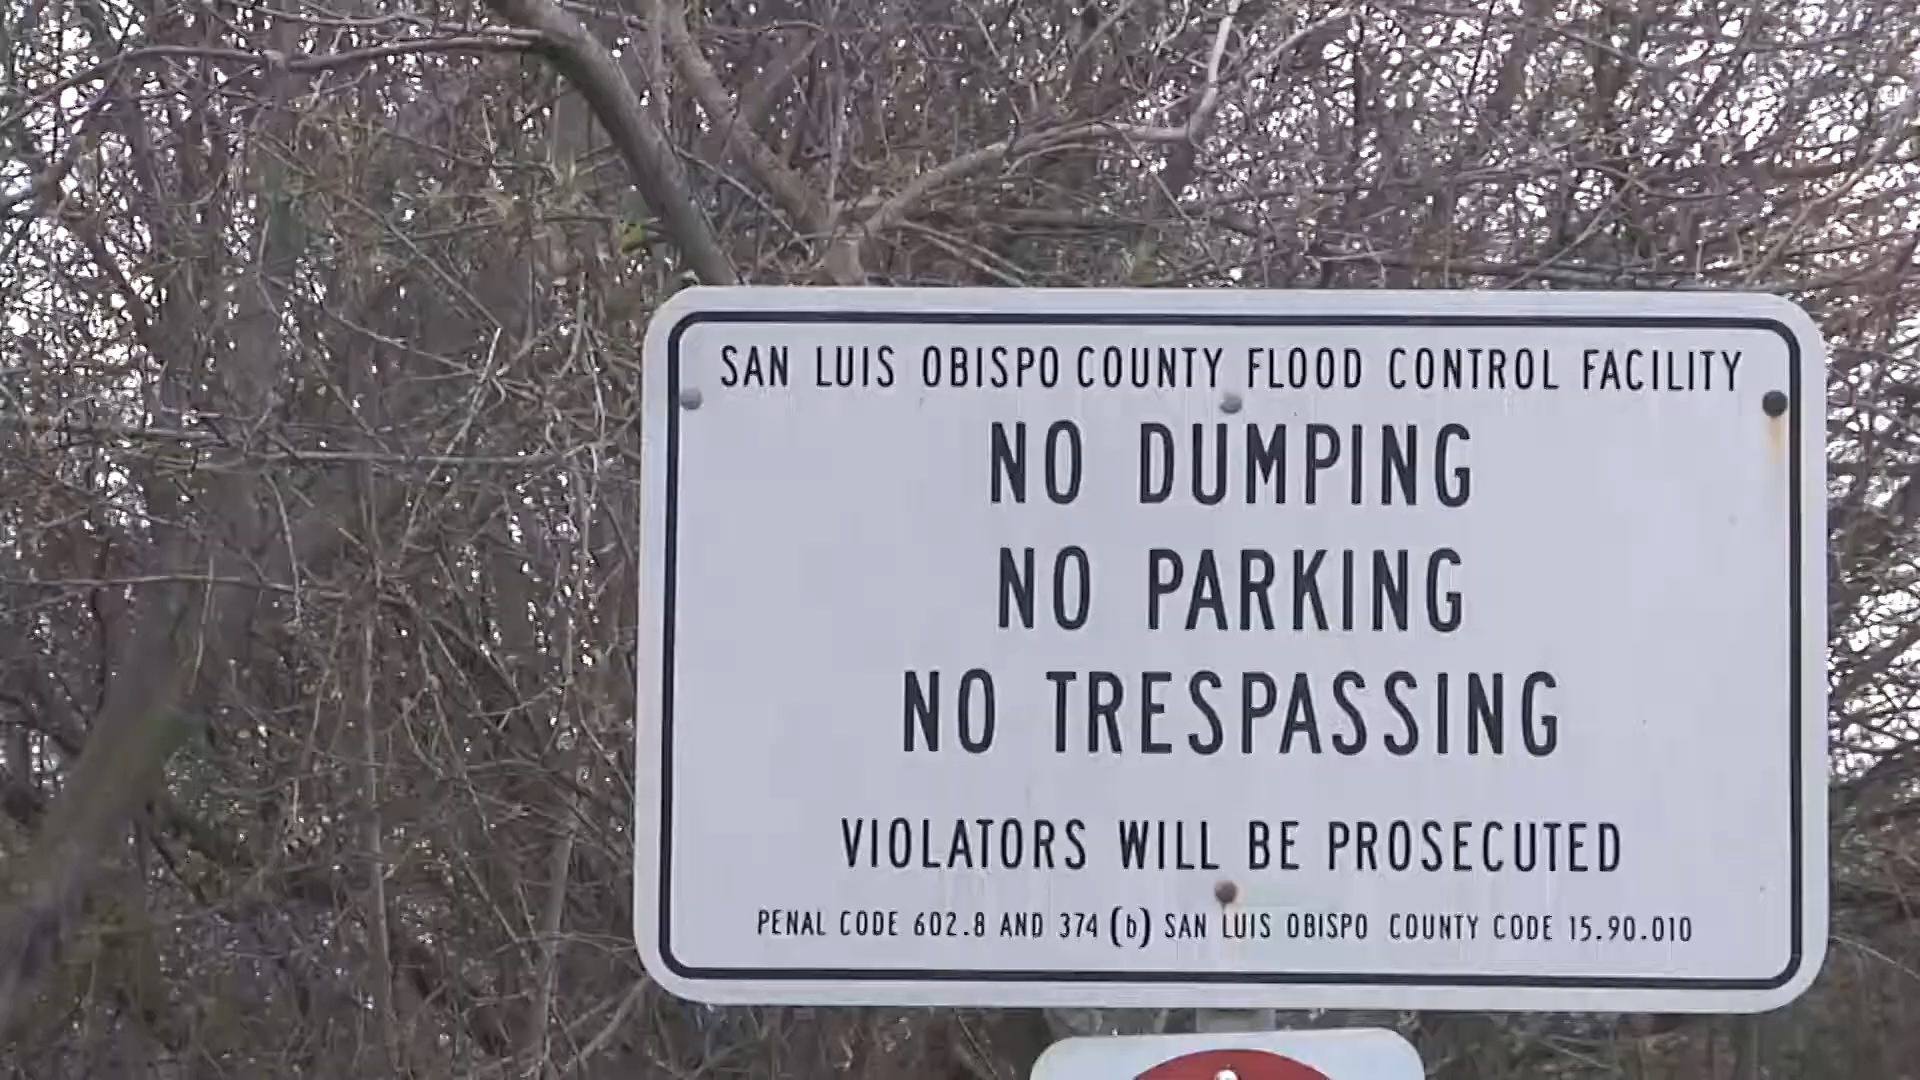 SAN LUIS OBISPO COUNTY FLOOD CONTROL FACILITY
NO DUMPING
NO PARKING
NO TRESPASSING
VIOLATORS WILL BE PROSECUTED
PENAL CODE 602.8 AND 374 (b) SAN LUIS OBISPO COUNTY CODE 15.90.010